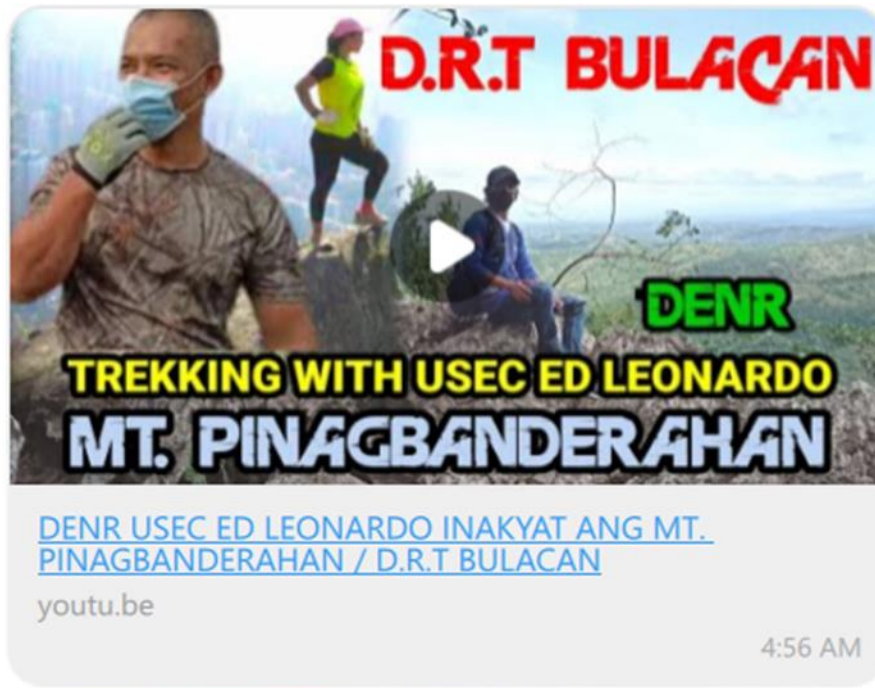 D.R.T BULACAN
DENR
TREKKING WITH USEC ED LEONARDO
MT. PINAGBANDERAHAN
DENR USEC ED LEONARDO INAKYAT ANG MT.
PINAGBANDERAHAN / D.R.T BULACAN
youtu.be
4:56 AM